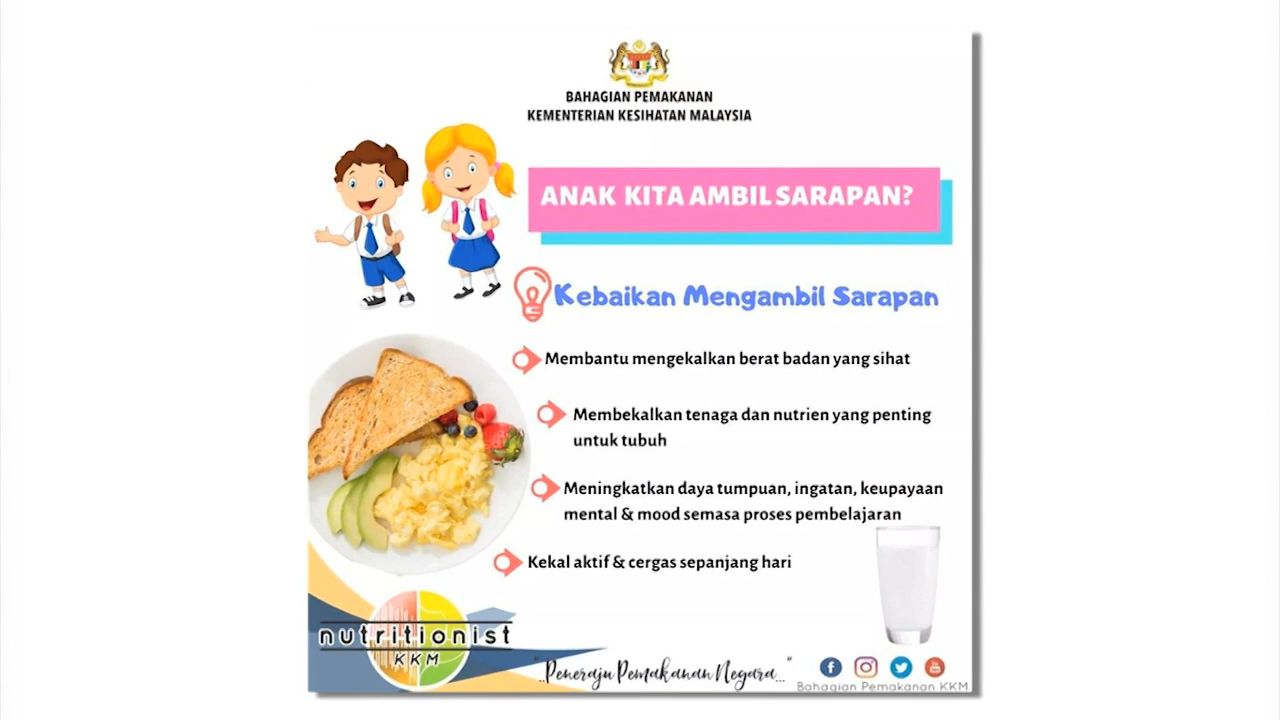 BAHAGIAN PEMAKANAN
KEMENTERIAN KESIHATAN MALAYSIA
ANAK KITA AMBIL SARAPAN?
Kebaikan Mengambil Sarapan
Membantu mengekalkan berat badan yang sihat
Membekalkan tenaga dan nutrien yang penting
untuk tubuh
Meningkatkan daya tumpuan, ingatan, keupayaan
mental & mood semasa proses pembelajaran
Kekal aktif & cergas sepanjang hari
nutritionist
KKM
"...Peneraju Pemakanan Negara..."
Bahagian Pemakanan KKM